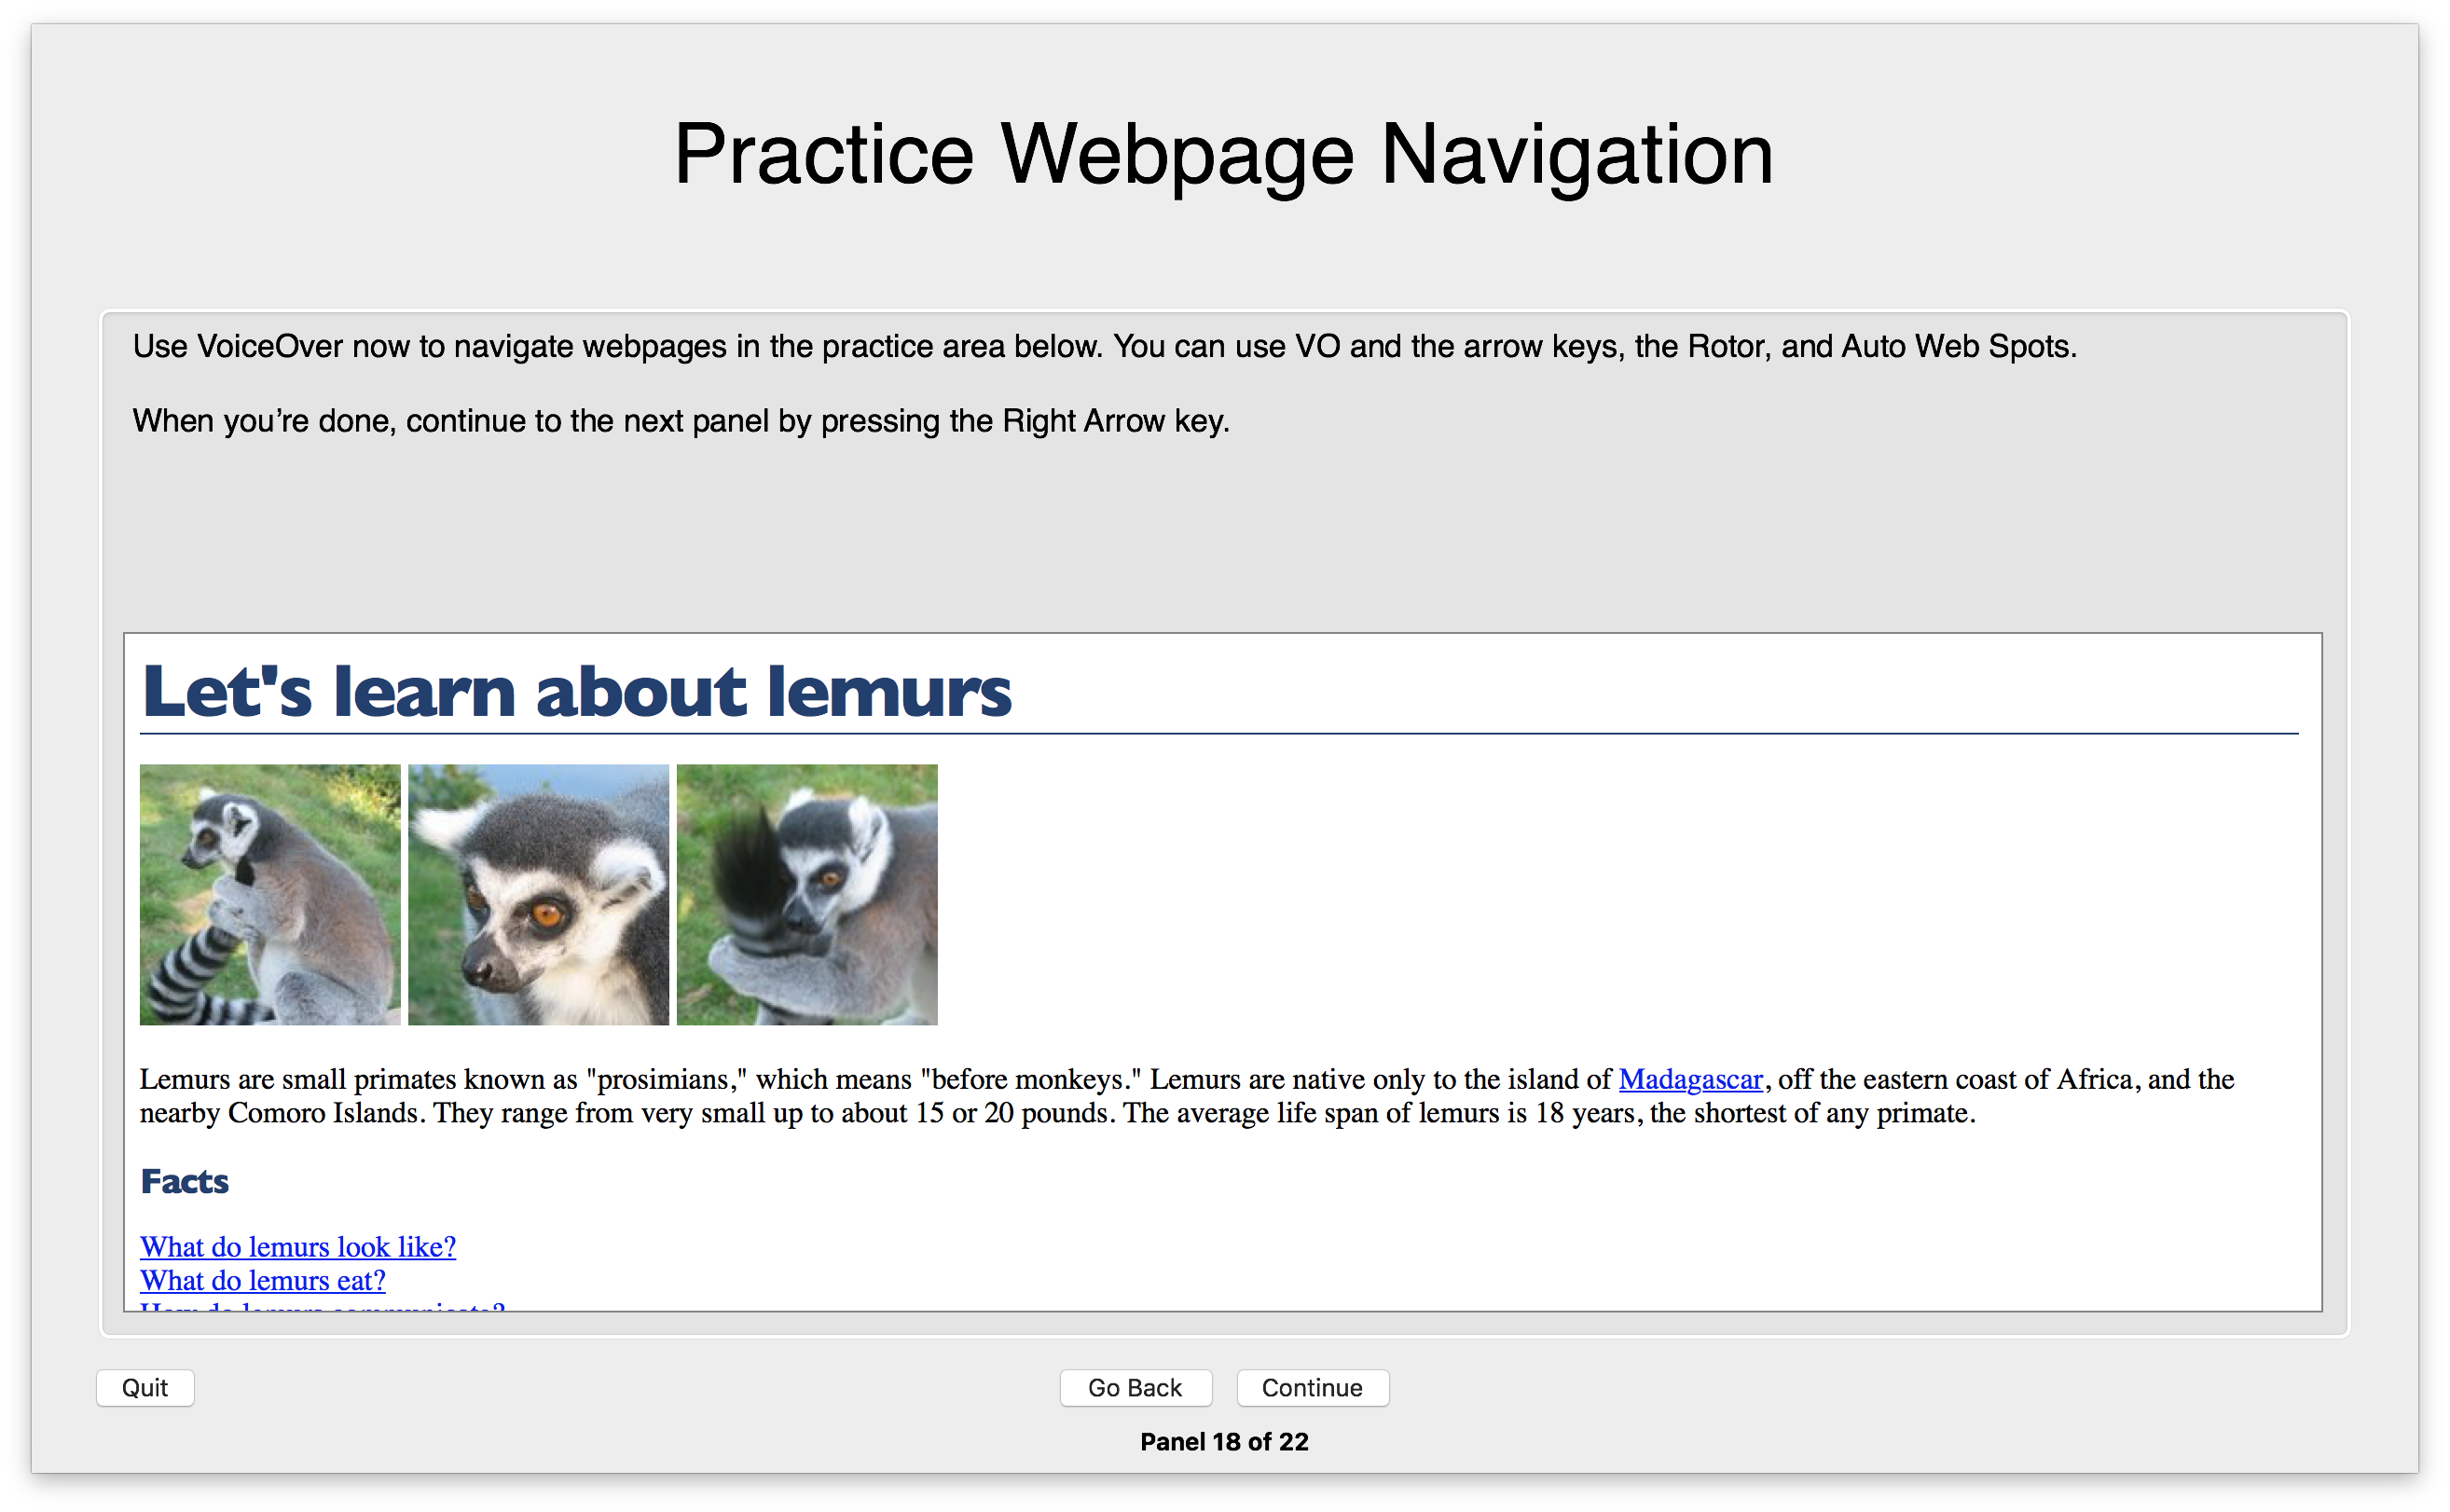 Practice Webpage Navigation
Use VoiceOver now to navigate webpages in the practice area below. You can use VO and the arrow keys, the Rotor, and Auto Web Spots.
When you’re done, continue to the next panel by pressing the Right Arrow key.
Let's learn about lemurs
Lemurs are small primates known as "prosimians," which means "before monkeys." Lemurs are native only to the island of Madagascar, off the eastern coast of Africa, and the
nearby Comoro Islands. They range from very small up to about 15 or 20 pounds. The average life span of lemurs is 18 years, the shortest of any primate.
Facts
What do lemurs look like?
What do lemurs eat?
How do lemurs communicate?
Quit
Go Back
Continue
Panel 18 of 22